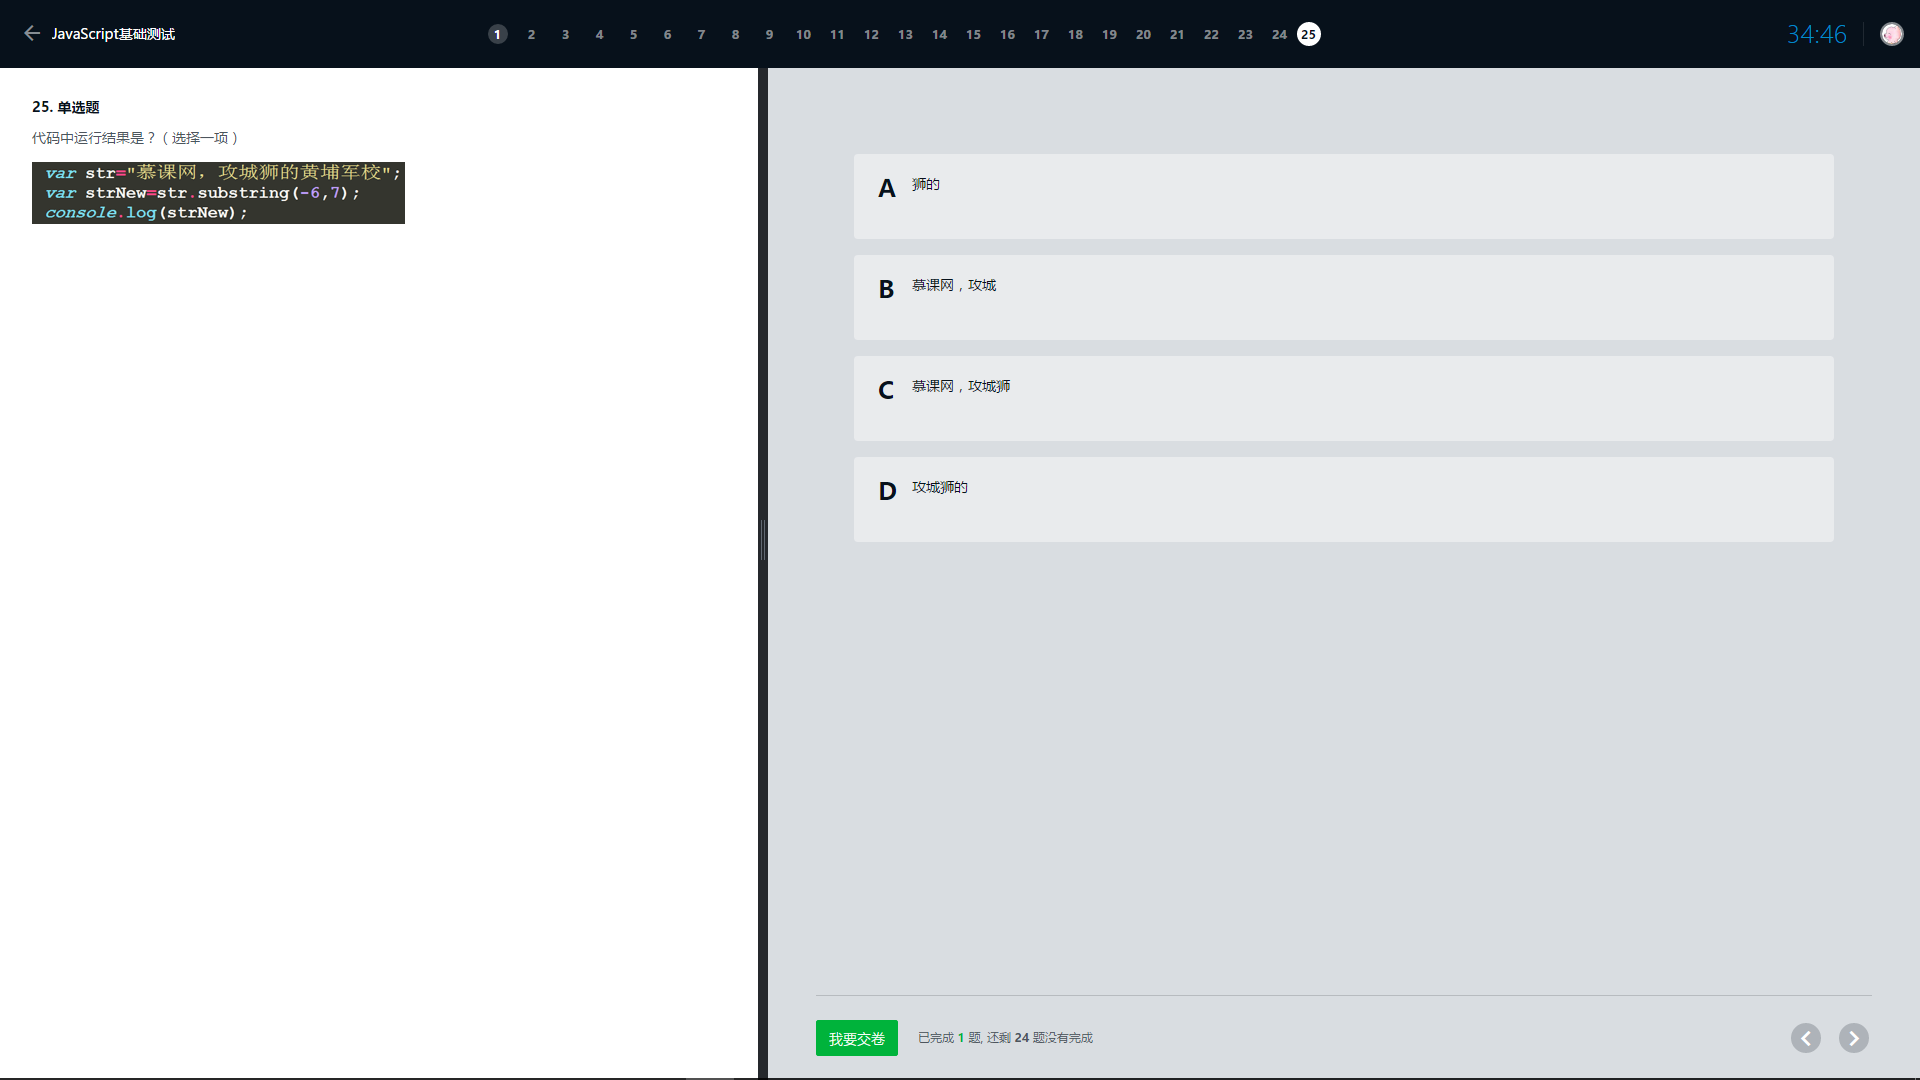 JavaScript基础测试
1 2 3 4 5 6 7 8 9 10 11 12 13 14 15 16 17 18 19 20 21 22 23 24 25
34:46
25. 单选题
代码中运行结果是？（选择一项）
var str="慕课网，攻城狮的黄埔军校";
var strNew=str.substring(-6,7);
console.log(strNew);
A 狮的
B 慕课网，攻城
C 慕课网，攻城狮
D 攻城狮的
我要交卷
已完成 1 题, 还剩 24 题没有完成